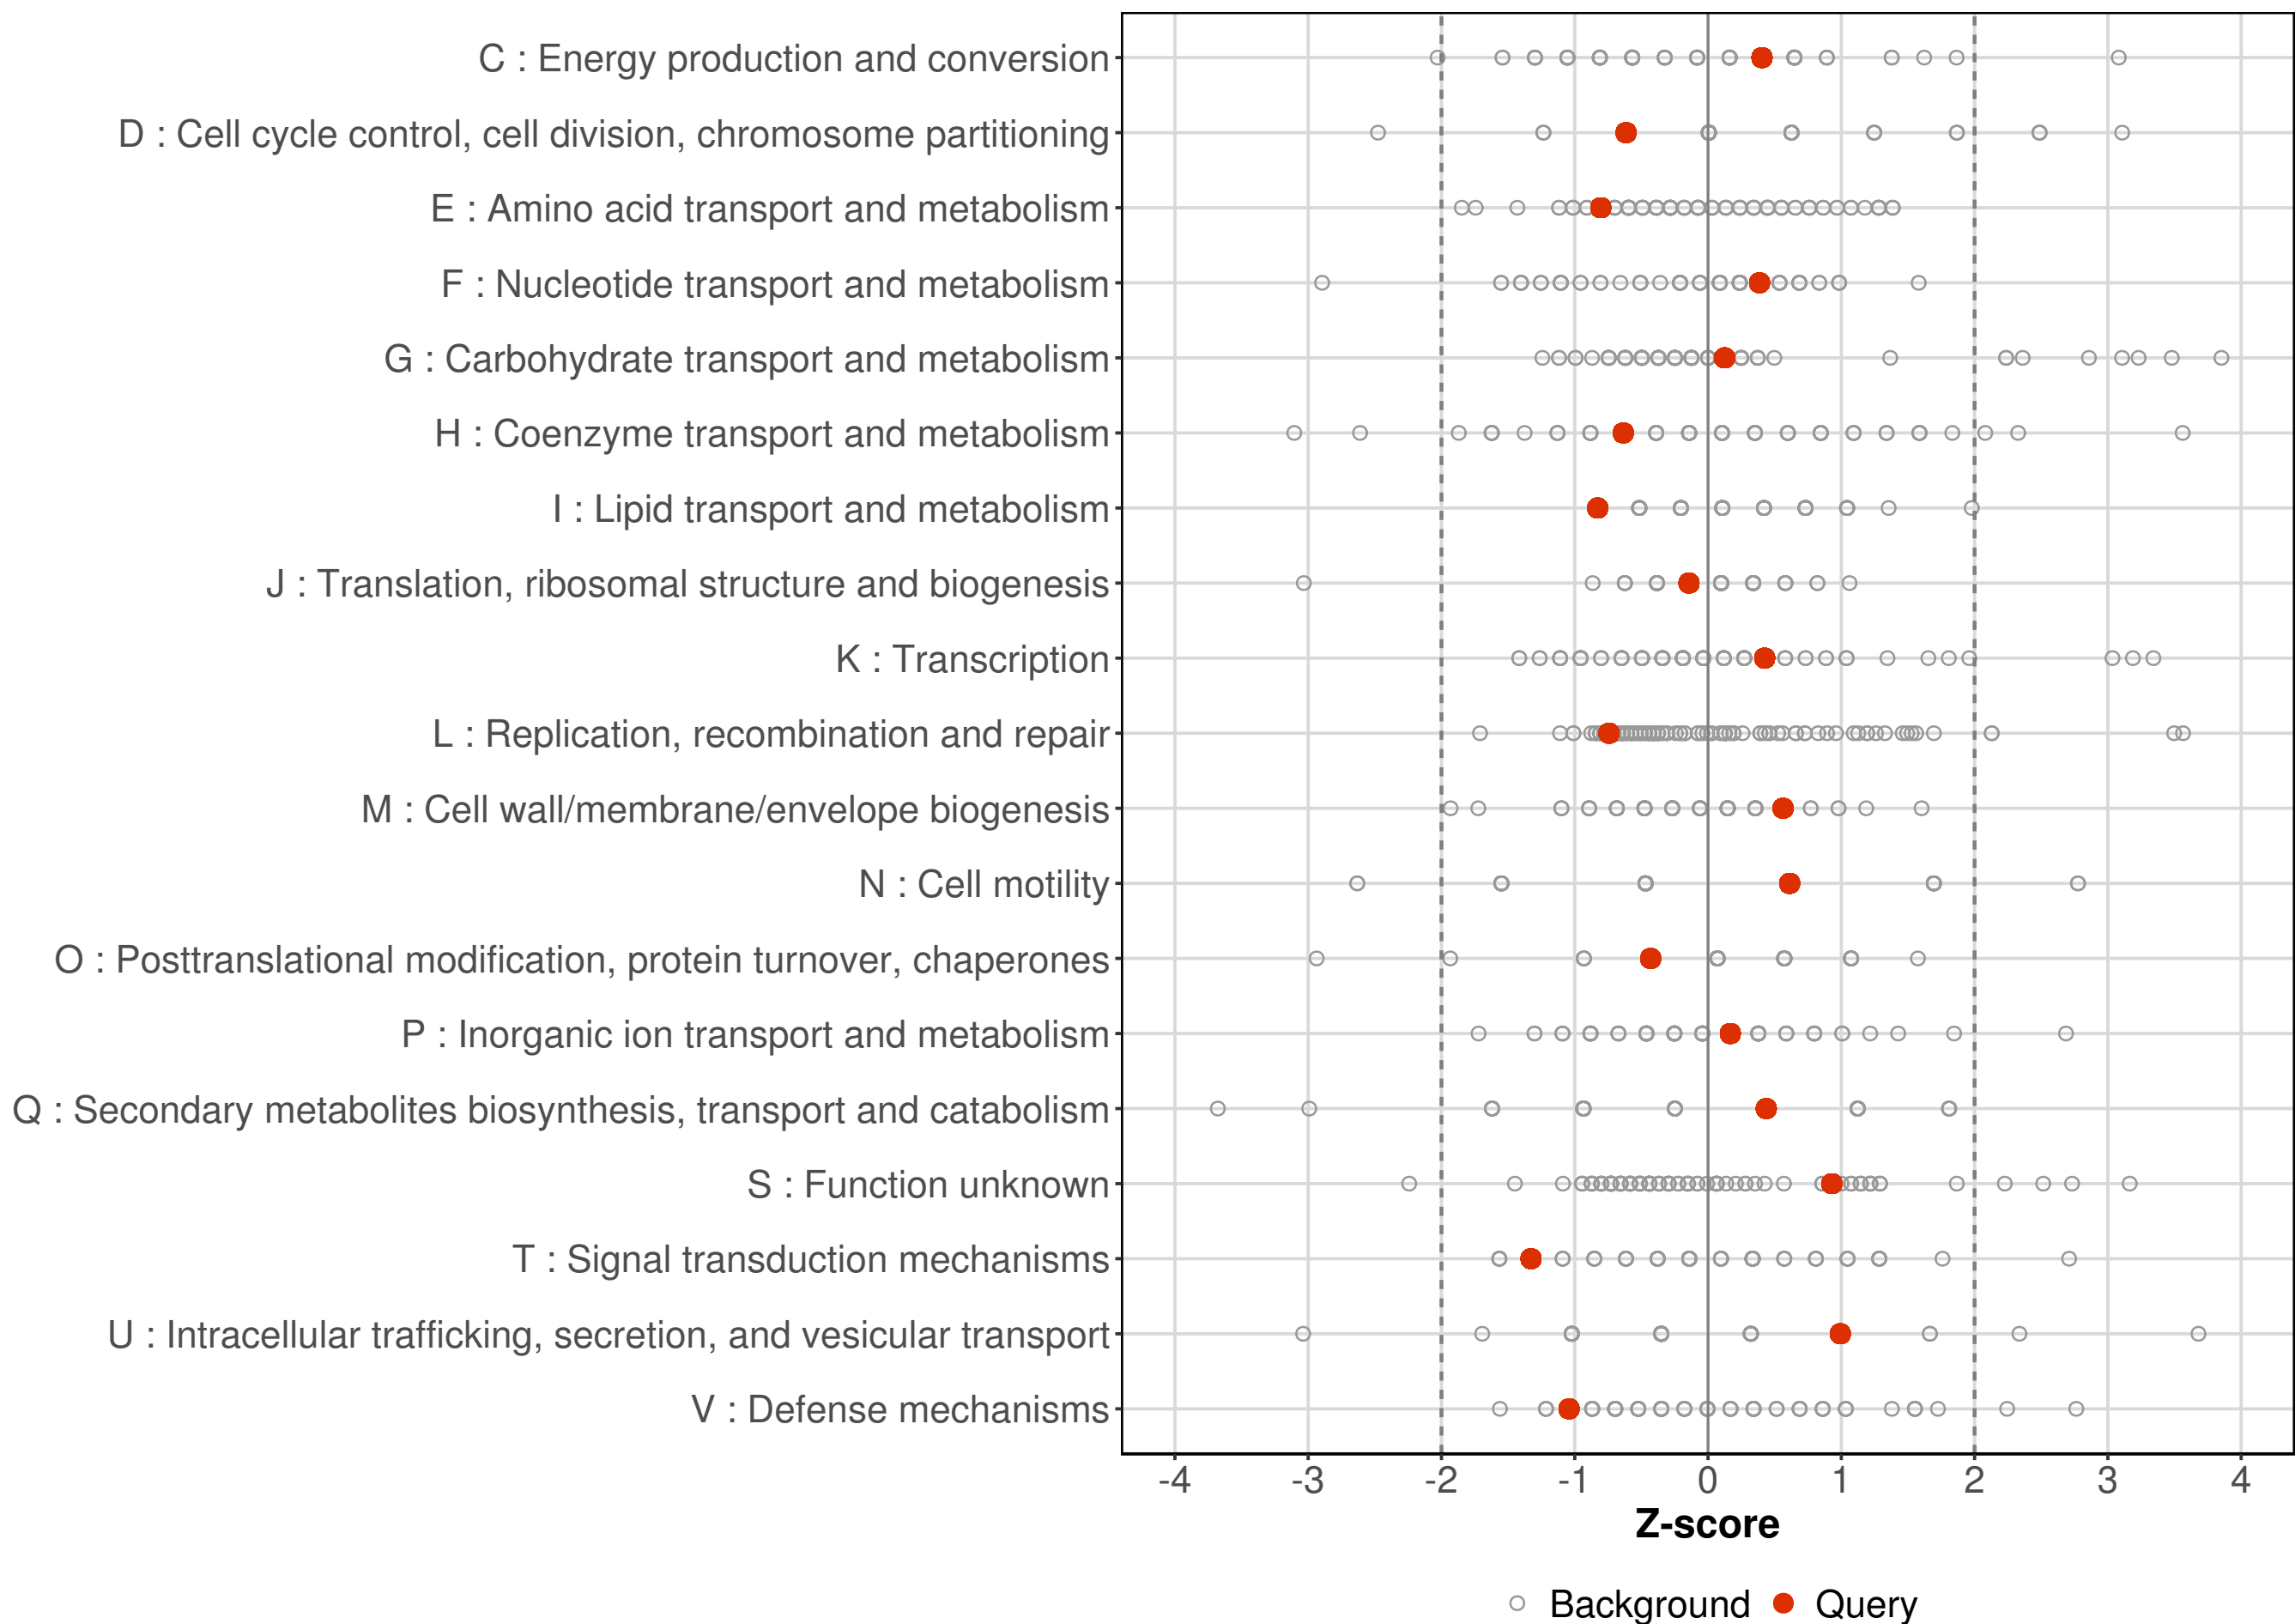 C : Energy production and conversion
D : Cell cycle control, cell division, chromosome partitioning
E : Amino acid transport and metabolism
F : Nucleotide transport and metabolism
G : Carbohydrate transport and metabolism
H : Coenzyme transport and metabolism
I : Lipid transport and metabolism
J : Translation, ribosomal structure and biogenesis
K : Transcription
L : Replication, recombination and repair
M : Cell wall/membrane/envelope biogenesis
N : Cell motility
O : Posttranslational modification, protein turnover, chaperones
P : Inorganic ion transport and metabolism
Q : Secondary metabolites biosynthesis, transport and catabolism
S : Function unknown
T : Signal transduction mechanisms
U : Intracellular trafficking, secretion, and vesicular transport
V : Defense mechanisms
-4 -3 -2 -1 0 1 2 3 4
Z-score
Background Query